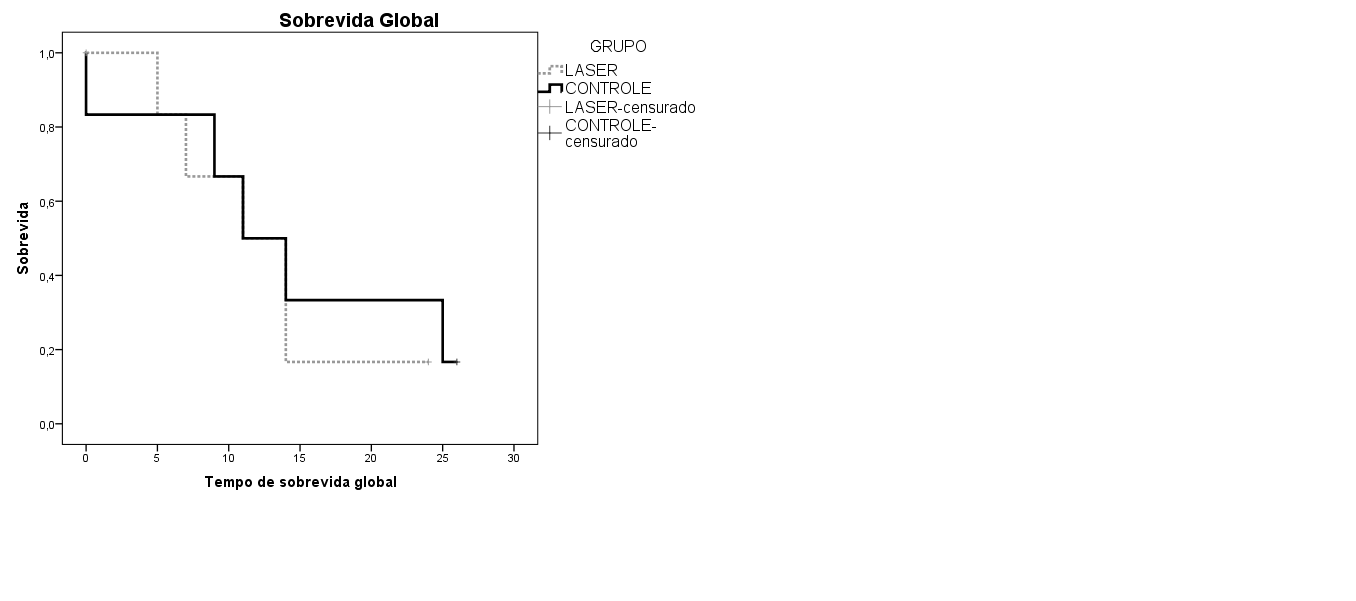 Sobrevida Global
GRUPO
LASER
CONTROLE
LASER-censurado
CONTROLE-
censurado
Sobrevida
1,0
0,8
0,6
0,4
0,2
0,0
0 5 10 15 20 25 30
Tempo de sobrevida global